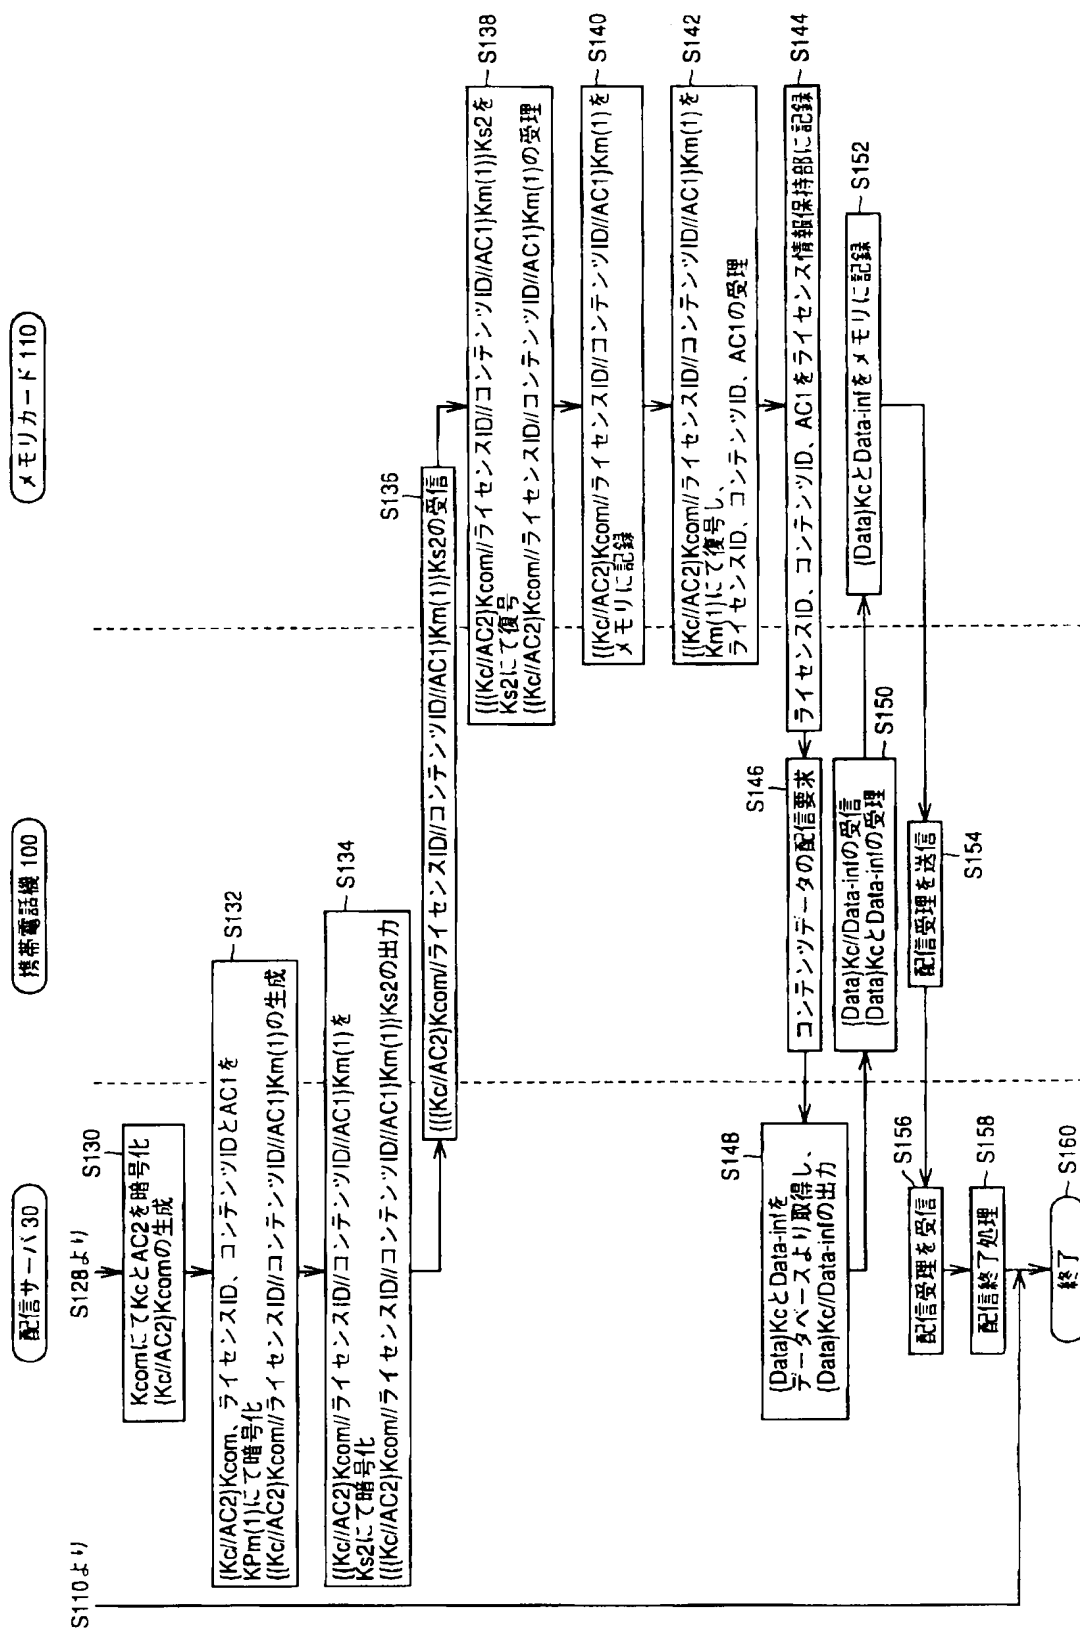 配信サーバ30
携帯電話機 100
メモリカード 110
S110より
S128より
S130
KcomにてKcとAC2を暗号化
{Kc//AC2}Kcomの生成
S132
{Kc//AC2}Kcom、ライセンスID、コンテンツIDとAC1を
KPm(1)にて暗号化
{{Kc//AC2}Kcom//ライセンスID//コンテンツID//AC1}Km(1)の生成
S134
{{Kc//AC2}Kcom//ライセンスID//コンテンツID//AC1}Km(1)を
Ks2にて暗号化
{{{Kc//AC2}Kcom//ライセンスID//コンテンツID//AC1}Km(1)}Ks2の出力
S136
{{{Kc//AC2}Kcom//ライセンスID//コンテンツID//AC1}Km(1)}Ks2の受信
S138
{{{Kc//AC2}Kcom//ライセンスID//コンテンツID//AC1}Km(1)}Ks2を
Ks2にて復号
{{Kc//AC2}Kcom//ライセンスID//コンテンツID//AC1}Km(1)の受理
S140
{{Kc//AC2}Kcom//ライセンスID//コンテンツID//AC1}Km(1)を
メモリに記録
S142
{{Kc//AC2}Kcom//ライセンスID//コンテンツID//AC1}Km(1)を
Km(1)にて復号し、
ライセンスID、コンテンツID、AC1の受理
S144
ライセンスID、コンテンツID、AC1をライセンス情報保持部に記録
S146
コンテンツデータの配信要求
S148
{Data}KcとData-infを
データベースより取得し、
{Data}Kc//Data-infの出力
S150
{Data}Kc//Data-infの受信
{Data}KcとData-infの受理
S152
{Data}KcとData-infをメモリに記録
S154
配信受理を送信
S156
配信受理を受信
S158
配信終了処理
S160
終了